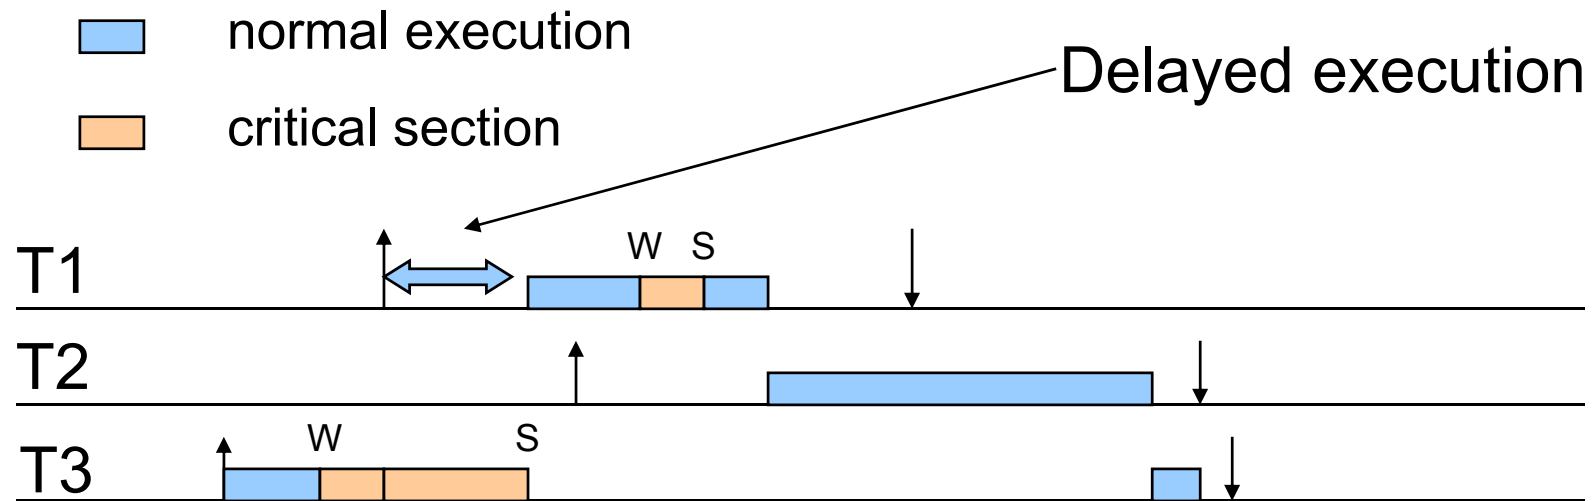 normal execution
Delayed execution
critical section
W S
T1
T2
W S
T3